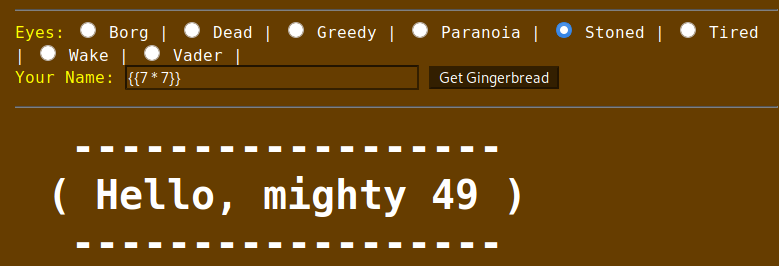 Eyes: Borg | Dead | Greedy | Paranoia | Stoned | Tired
| Wake | Vader |
Your Name: {{7*7}} Get Gingerbread
-------------------
( Hello, mighty 49 )
-------------------